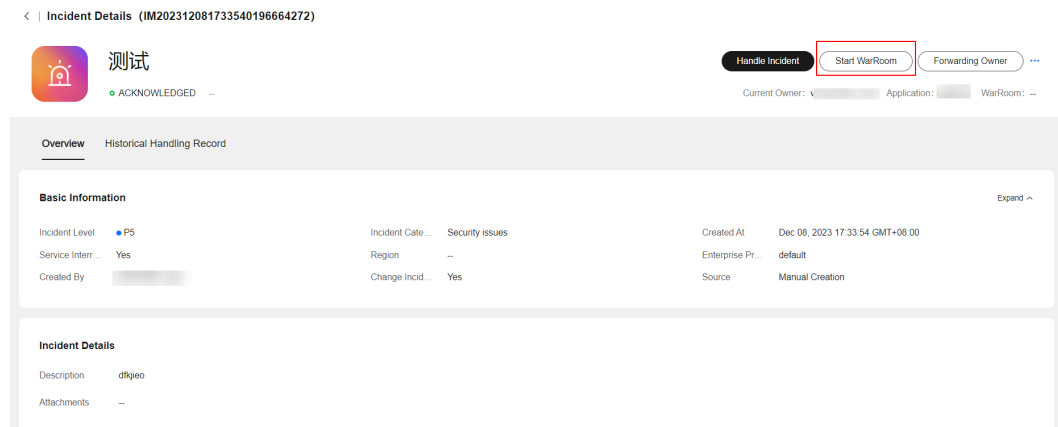 < | Incident Details（IM20231208173354019666​4272）
测试
Handle Incident Start WarRoom Forwarding Owner ...
ACKNOWLEDGED --
Current Owner: Application: WarRoom: --
Overview Historical Handling Record
Basic Information Expand
Incident Level P5 Incident Cate... Security issues Created At Dec 08, 2023 17:33:54 GMT+08:00
Service Interr... Yes Region -- Enterprise Pr... default
Created By Change Incid... Yes Source Manual Creation
Incident Details
Description dfkjieo
Attachments --